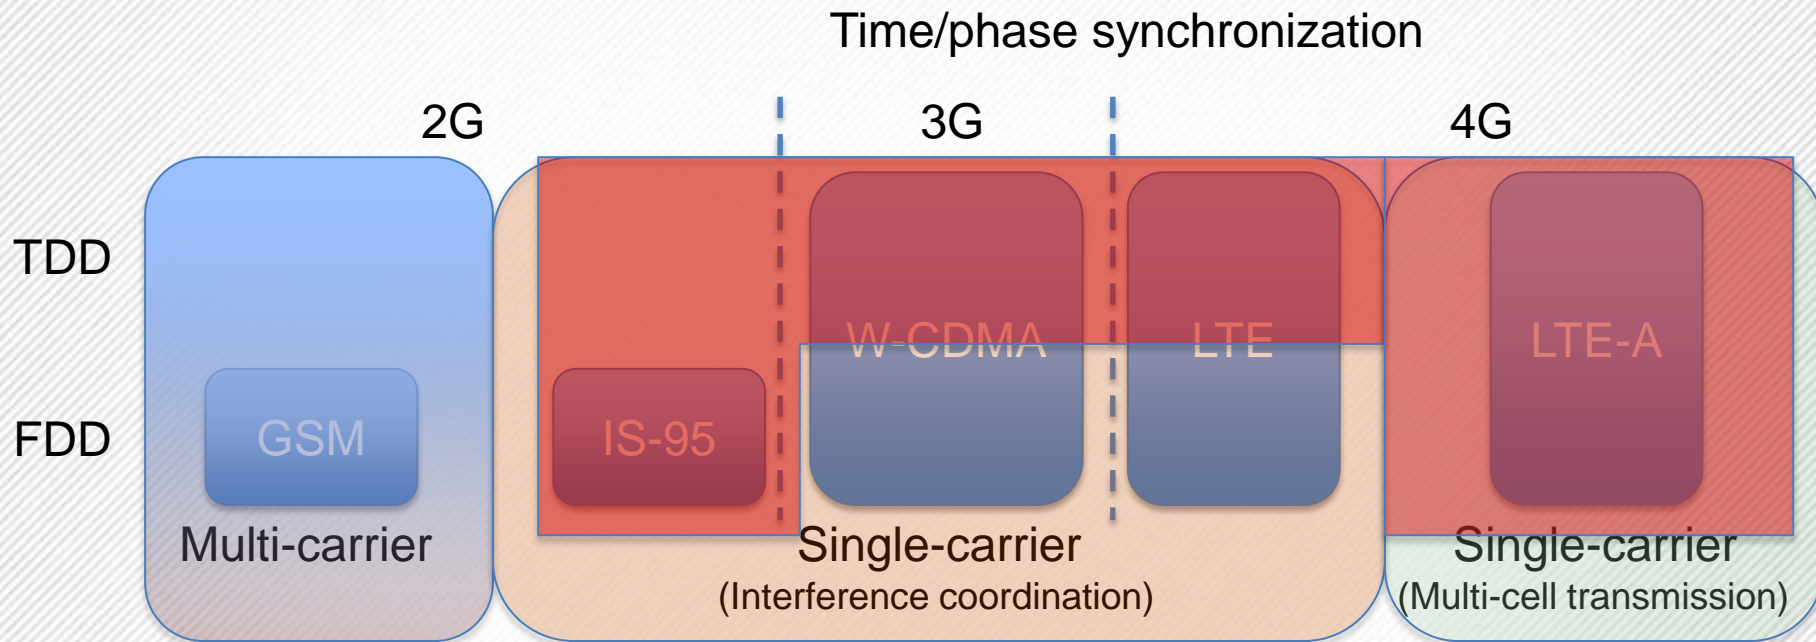 Time/phase synchronization
2G 3G 4G
TDD
W-CDMA LTE LTE-A
FDD
GSM IS-95
Multi-carrier Single-carrier Single-carrier
(Interference coordination) (Multi-cell transmission)